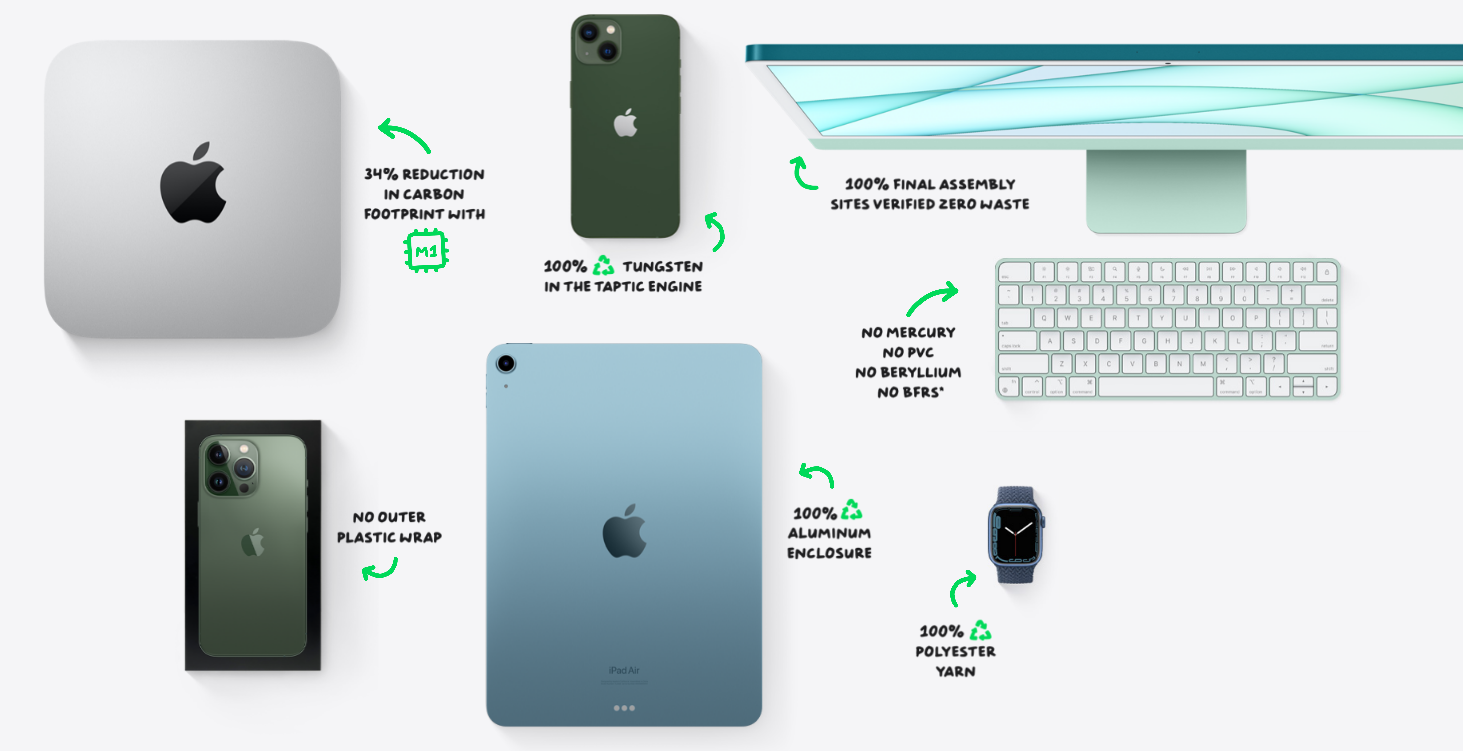 34% REDUCTION
IN CARBON
FOOTPRINT WITH
M1
100% TUNGSTEN
IN THE TAPTIC ENGINE
100% FINAL ASSEMBLY
SITES VERIFIED ZERO WASTE
NO MERCURY
NO PVC
NO BERYLLIUM
NO BFRS*
NO OUTER
PLASTIC WRAP
100%
ALUMINUM
ENCLOSURE
iPad Air
100%
POLYESTER
YARN